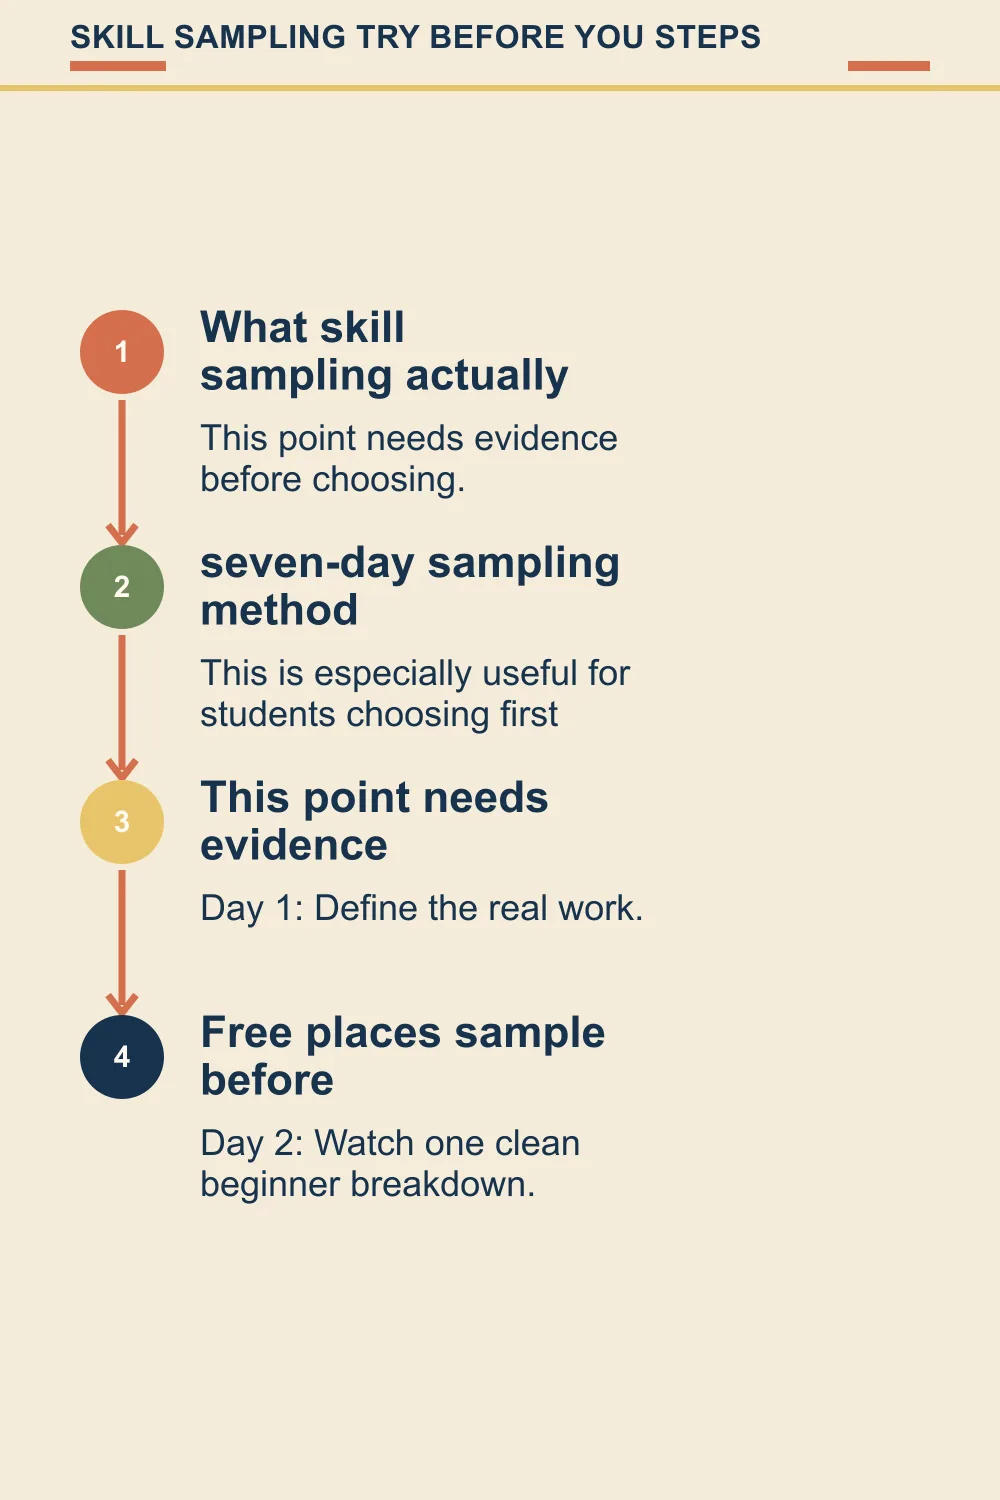 SKILL SAMPLING TRY BEFORE YOU STEPS
1
What skill
sampling actually
This point needs evidence
before choosing.
2
seven-day sampling
method
This is especially useful for
students choosing first
3
This point needs
evidence
Day 1: Define the real work.
4
Free places sample
before
Day 2: Watch one clean
beginner breakdown.